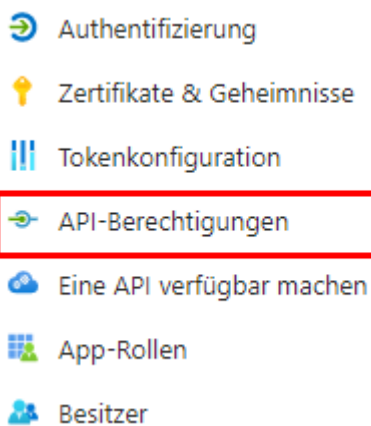 Authentifizierung
Zertifikate & Geheimnisse
Tokenkonfiguration
API-Berechtigungen
Eine API verfügbar machen
App-Rollen
Besitzer